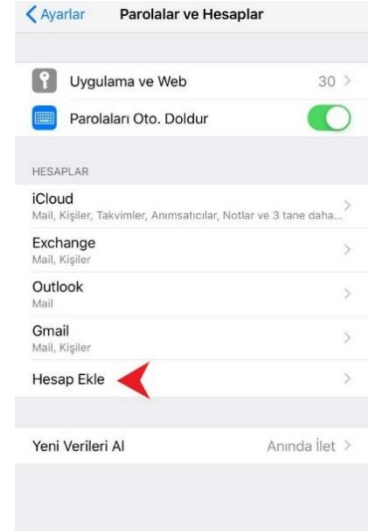 Ayarlar Parolalar ve Hesaplar
Uygulama ve Web 30
Parolaları Oto. Doldur
HESAPLAR
iCloud
Mail, Kişiler, Takvimler, Anımsatıcılar, Notlar ve 3 tane daha...
Exchange
Mail, Kişiler
Outlook
Mail
Gmail
Mail, Kişiler
Hesap Ekle
Yeni Verileri Al Anında İlet